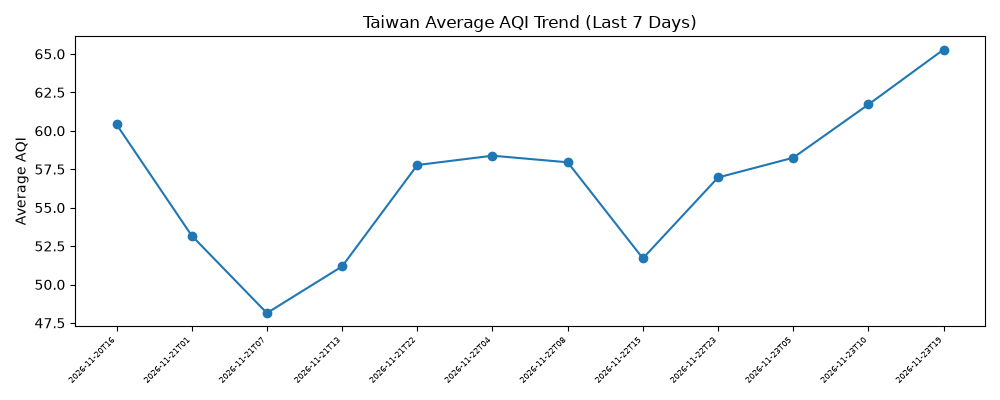 Taiwan Average AQI Trend (Last 7 Days)
Average AQI
65.0
62.5
60.0
57.5
55.0
52.5
50.0
47.5
2026-11-20T16
2026-11-21T01
2026-11-21T07
2026-11-21T13
2026-11-21T22
2026-11-22T04
2026-11-22T08
2026-11-22T15
2026-11-22T23
2026-11-23T05
2026-11-23T10
2026-11-23T19